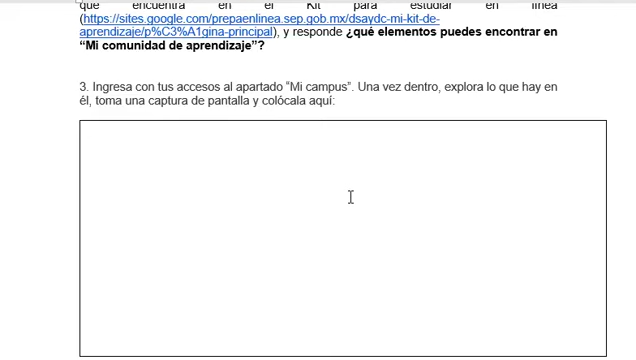 que encuentra en el Kit para estudiar en línea
(https://sites.google.com/prepaenlinea.sep.gob.mx/dsaydc-mi-kit-de-
aprendizaje/p%C3%A1gina-principal), y responde ¿qué elementos puedes encontrar en
“Mi comunidad de aprendizaje”?
3. Ingresa con tus accesos al apartado “Mi campus”. Una vez dentro, explora lo que hay en
él, toma una captura de pantalla y colócala aquí: